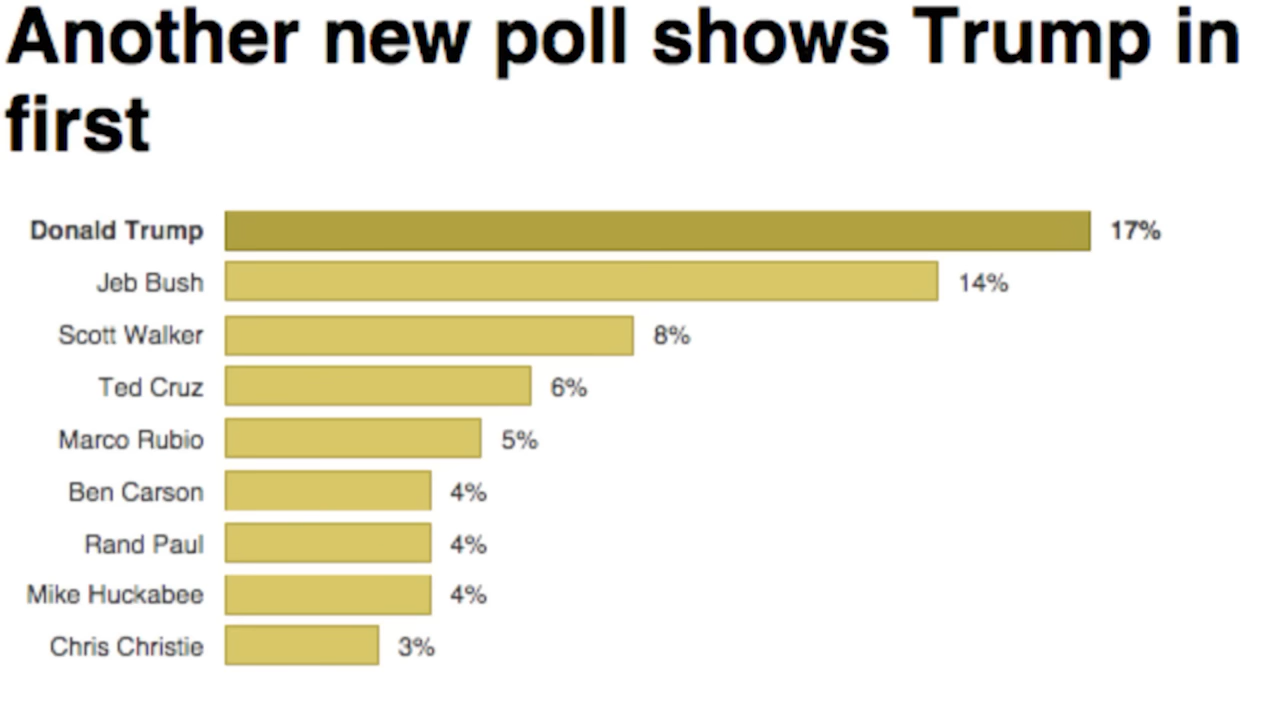 Another new poll shows Trump in
first
Donald Trump 17%
Jeb Bush 14%
Scott Walker 8%
Ted Cruz 6%
Marco Rubio 5%
Ben Carson 4%
Rand Paul 4%
Mike Huckabee 4%
Chris Christie 3%